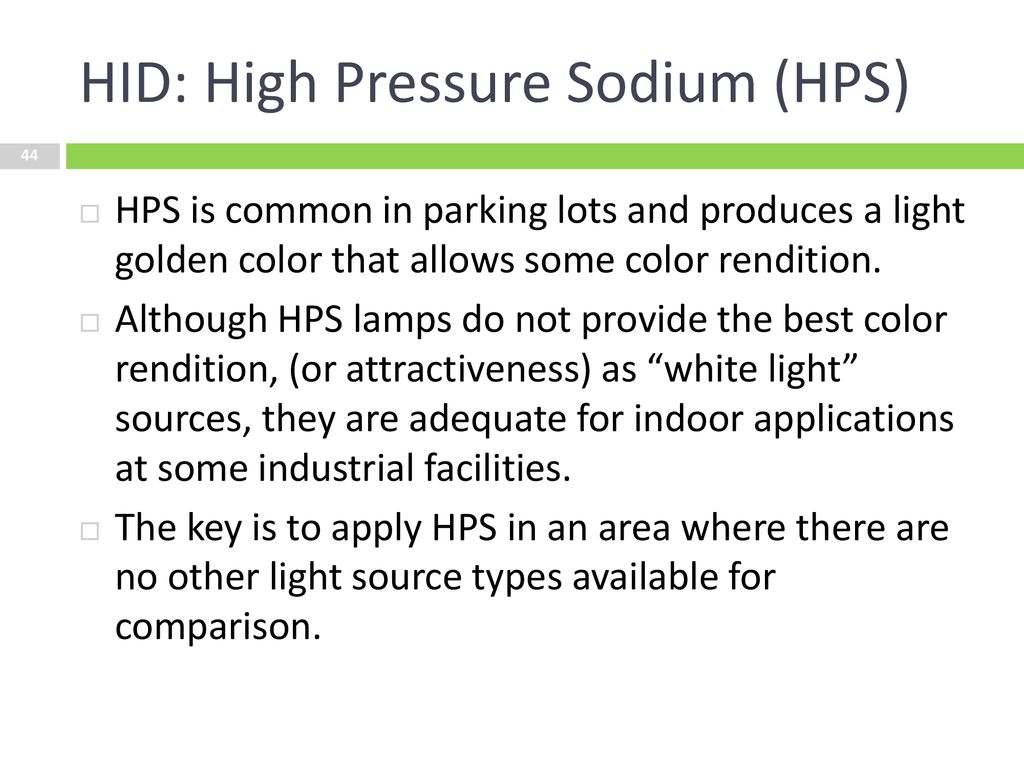 HID: High Pressure Sodium (HPS)
44
HPS is common in parking lots and produces a light
golden color that allows some color rendition.
Although HPS lamps do not provide the best color
rendition, (or attractiveness) as “white light”
sources, they are adequate for indoor applications
at some industrial facilities.
The key is to apply HPS in an area where there are
no other light source types available for
comparison.